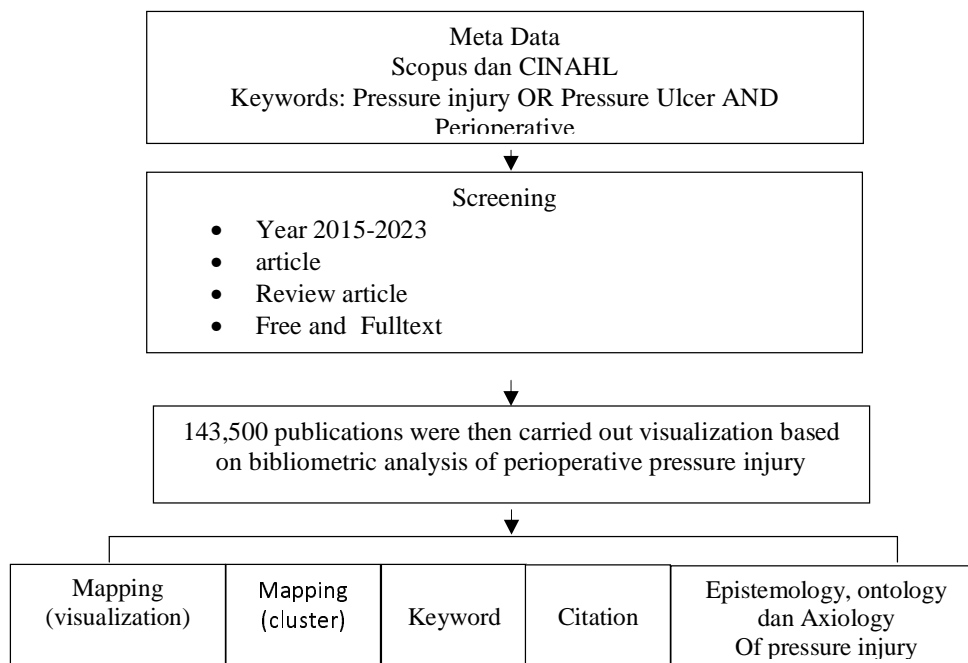 Meta Data
Scopus dan CINAHL
Keywords: Pressure injury OR Pressure Ulcer AND
Perioperative
Screening
• Year 2015-2023
• article
• Review article
• Free and Fulltext
143,500 publications were then carried out visualization based
on bibliometric analysis of perioperative pressure injury
Mapping
(visualization)
Mapping
(cluster)
Keyword
Citation
Epistemology, ontology
dan Axiology
Of pressure injury